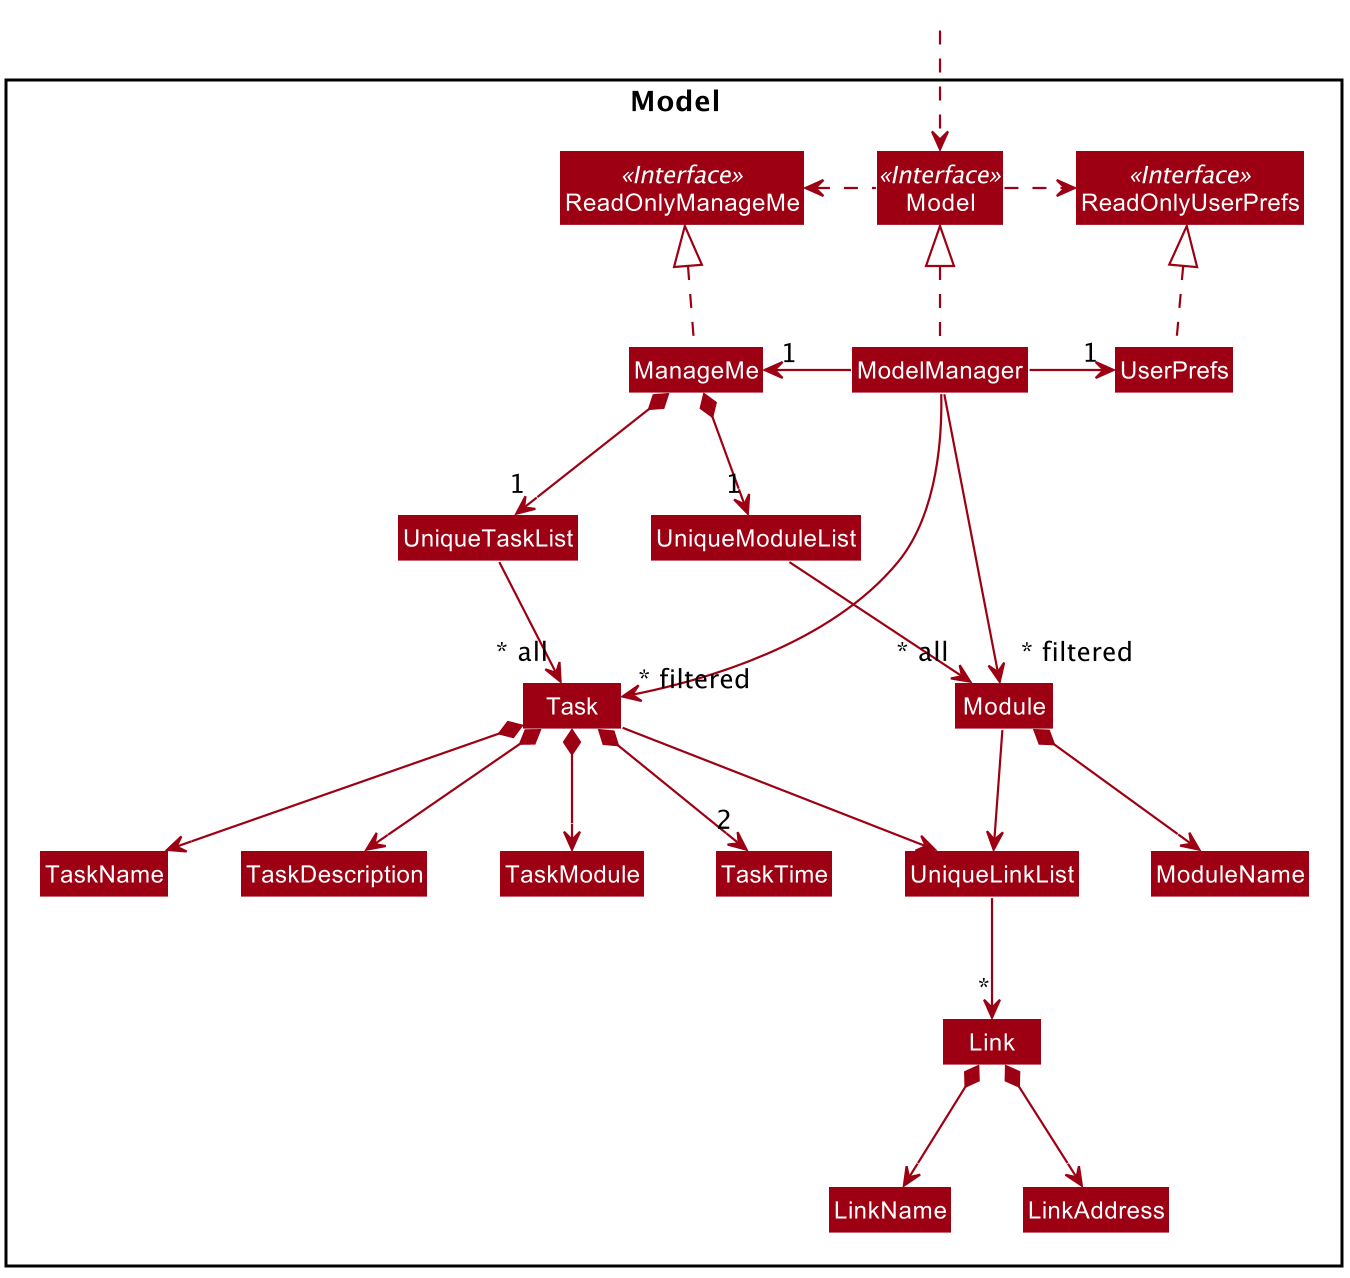 Model
«Interface»
ReadOnlyManageMe
«Interface»
Model
«Interface»
ReadOnlyUserPrefs
ManageMe
1
ModelManager
1
UserPrefs
1
1
UniqueTaskList
UniqueModuleList
* all
* filtered
* all
* filtered
Task
Module
2
TaskName
TaskDescription
TaskModule
TaskTime
UniqueLinkList
ModuleName
*
Link
LinkName
LinkAddress